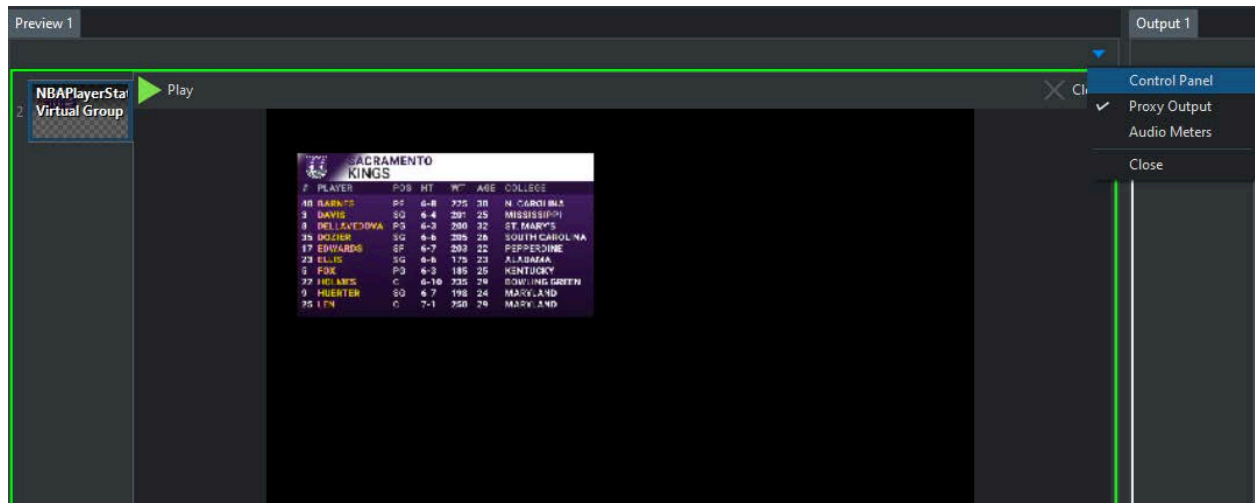 Preview 1
Output 1
NBAPlayerStat
Virtual Group
2
Play
Cle
Control Panel
Proxy Output
Audio Meters
Close
SACRAMENTO
KINGS
# PLAYER POS HT WT AGE COLLEGE
40 BARNES PF 6-8 225 30 N. CAROLINA
3 DAVIS SG 6-4 201 25 MISSISSIPPI
8 DELLAVEDOVA PG 6-3 200 32 ST. MARY'S
35 DOZIER SG 6-6 205 26 SOUTH CAROLINA
17 EDWARDS SF 6-7 203 22 PEPPERDINE
23 ELLIS SG 6-6 175 23 ALABAMA
5 FOX PG 6-3 185 25 KENTUCKY
22 HOLMES C 6-10 235 29 BOWLING GREEN
9 HUERTER SG 6-7 198 24 MARYLAND
25 LEN C 7-1 250 29 MARYLAND